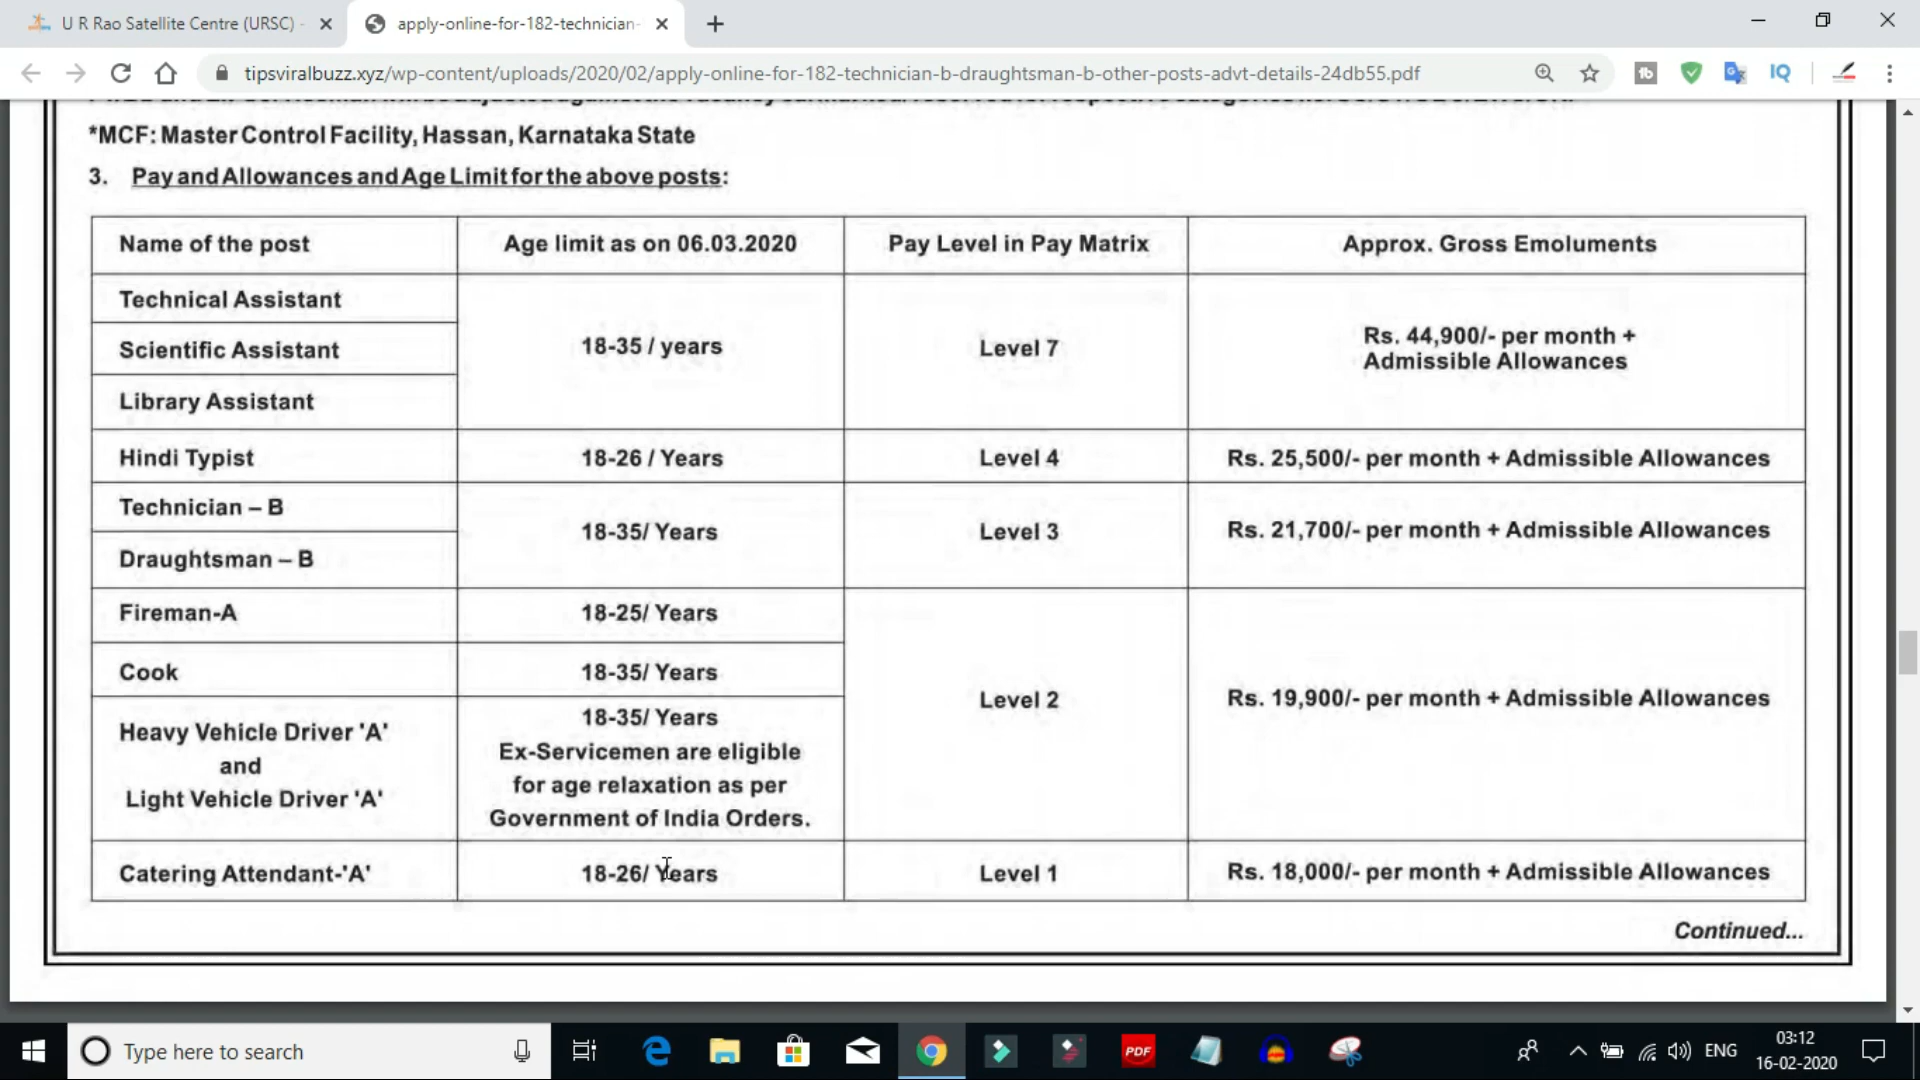 U R Rao Satellite Centre (URSC) -
apply-online-for-182-technician-
tipsviralbuzz.xyz/wp-content/uploads/2020/02/apply-online-for-182-technician-b-draughtsman-b-other-posts-advt-details-24db55.pdf
IQ
*MCF: Master Control Facility, Hassan, Karnataka State
3. Pay and Allowances and Age Limit for the above posts:
Name of the post Age limit as on 06.03.2020 Pay Level in Pay Matrix Approx. Gross Emoluments
Technical Assistant
Scientific Assistant
Library Assistant
18-35 / years Level 7 Rs. 44,900/- per month +
Admissible Allowances
Hindi Typist 18-26 / Years Level 4 Rs. 25,500/- per month + Admissible Allowances
Technician – B
Draughtsman – B
18-35/ Years Level 3 Rs. 21,700/- per month + Admissible Allowances
Fireman-A 18-25/ Years
Cook 18-35/ Years
Heavy Vehicle Driver 'A'
and
Light Vehicle Driver 'A'
18-35/ Years
Ex-Servicemen are eligible
for age relaxation as per
Government of India Orders.
Level 2 Rs. 19,900/- per month + Admissible Allowances
Catering Attendant-'A' 18-26/ Years Level 1 Rs. 18,000/- per month + Admissible Allowances
Continued...
Type here to search
PDF
ENG
03:12
16-02-2020